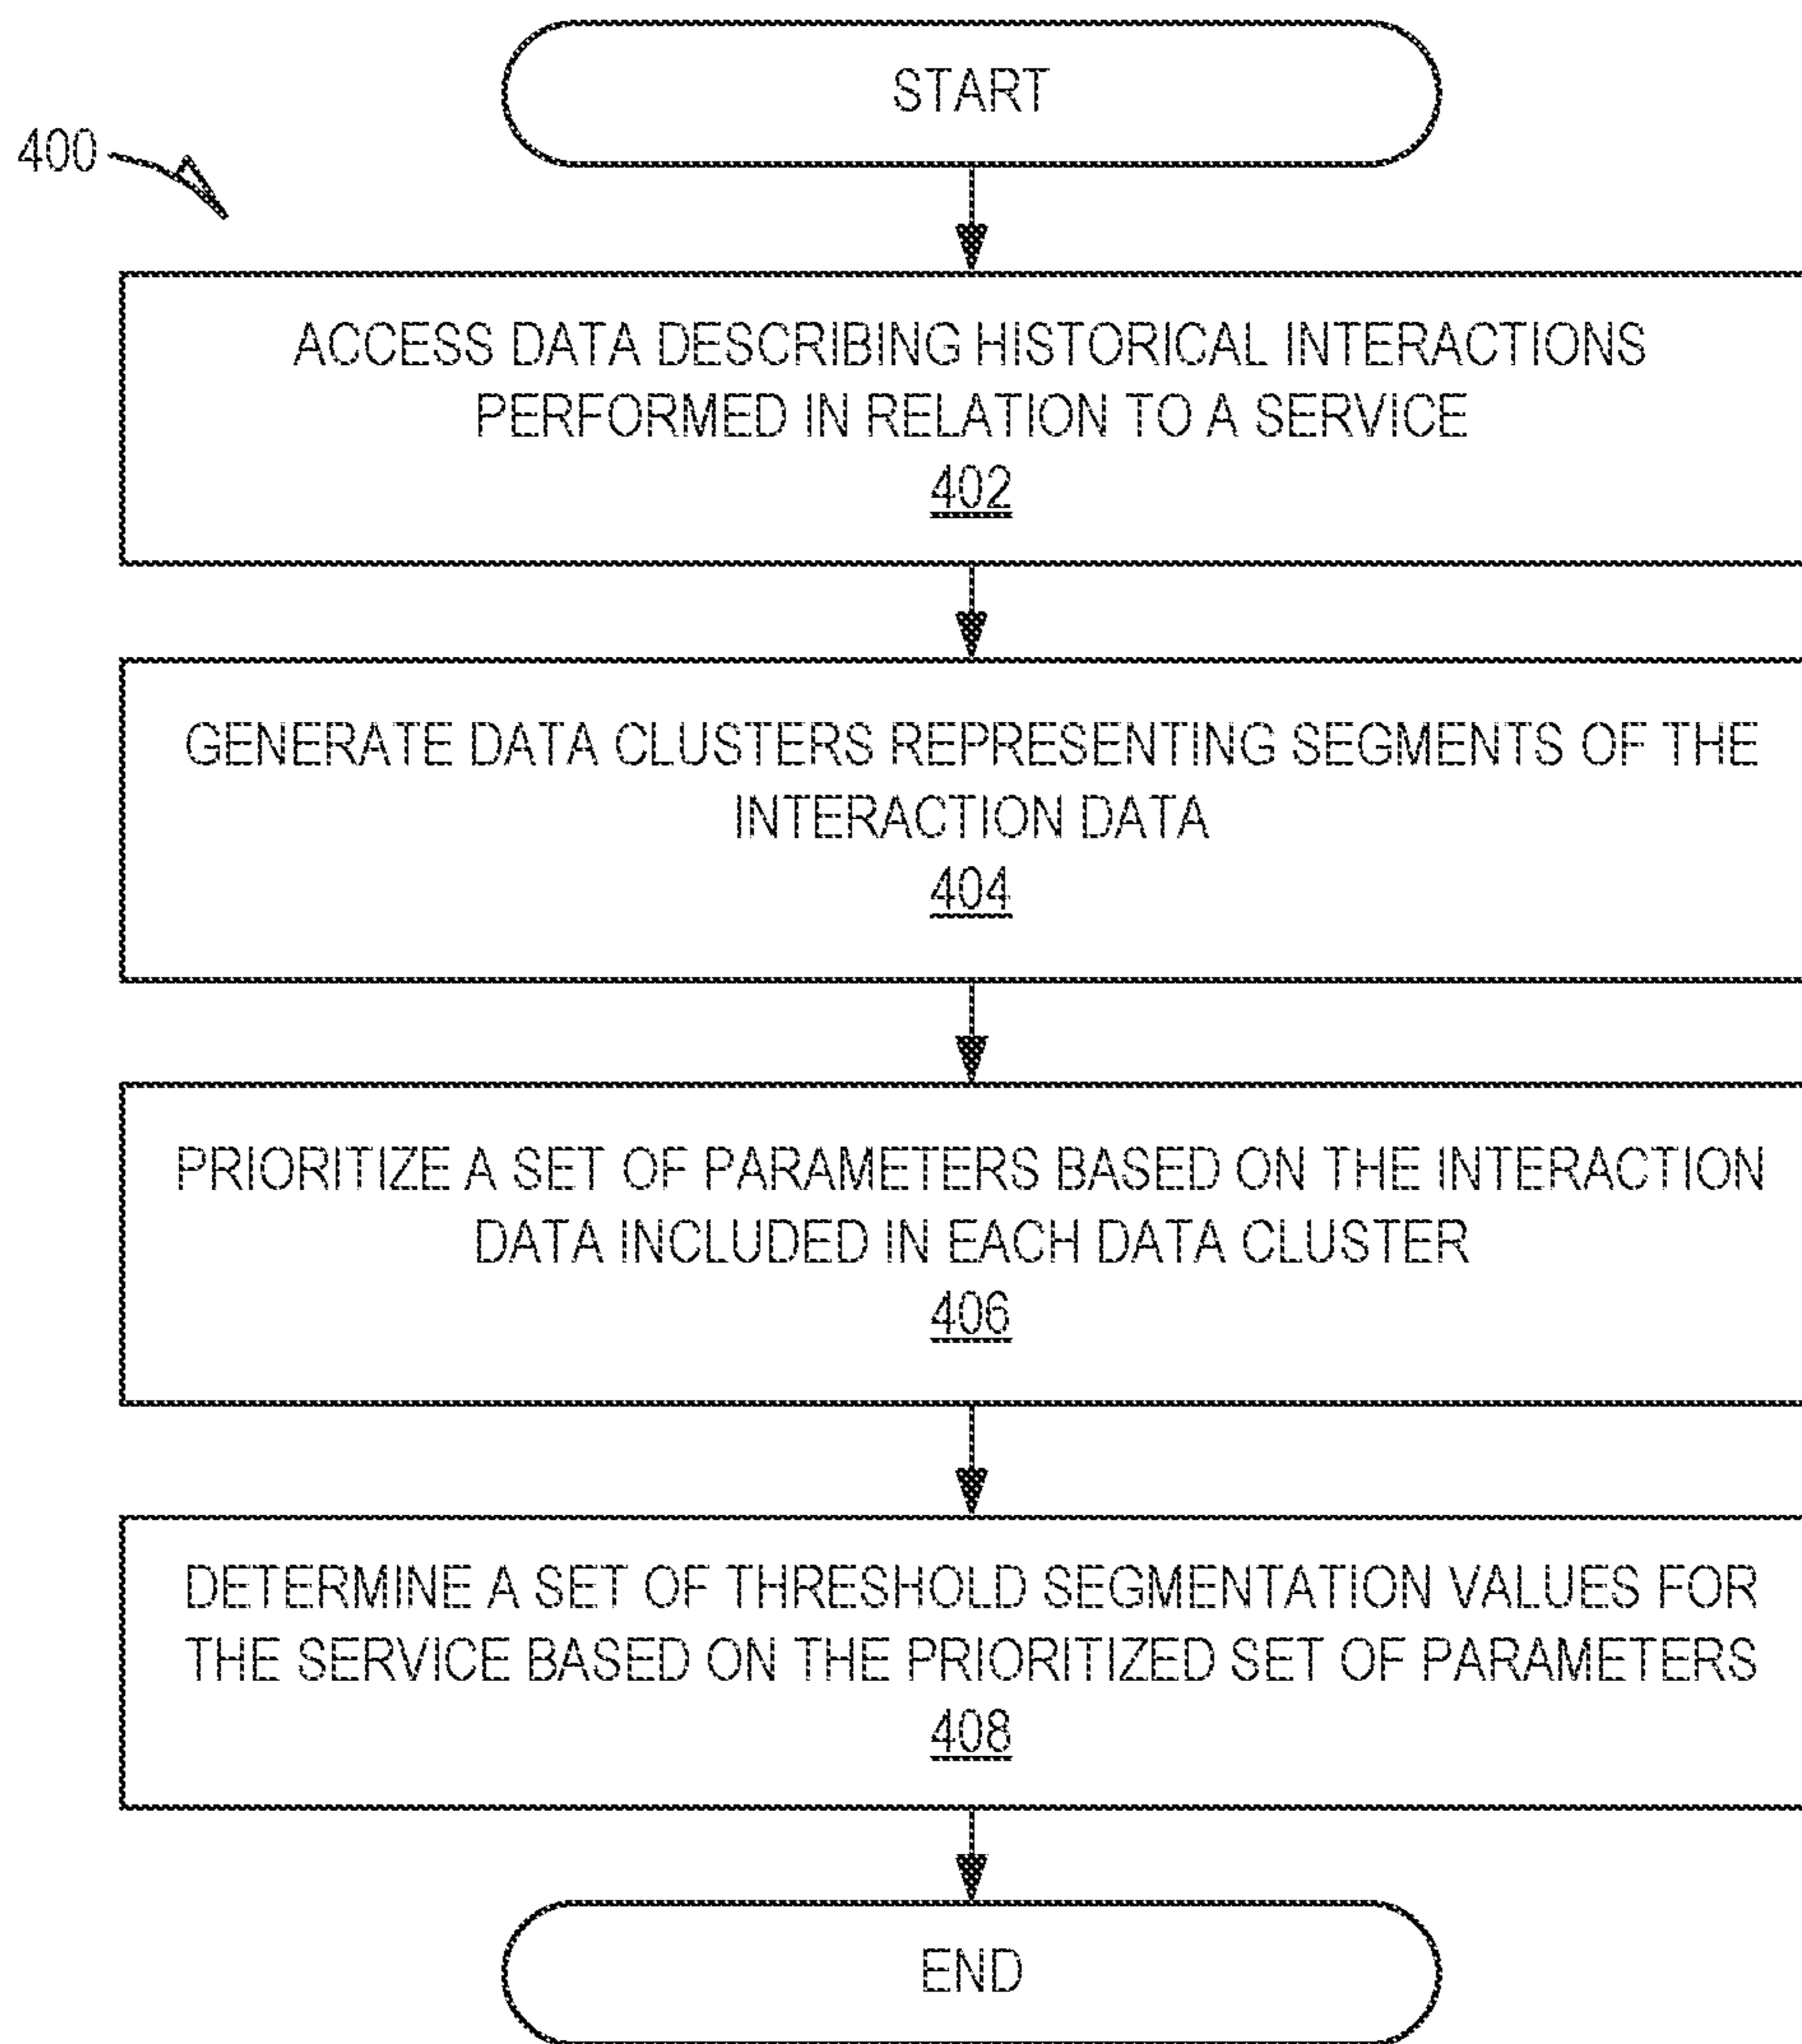 START
400
ACCESS DATA DESCRIBING HISTORICAL INTERACTIONS
PERFORMED IN RELATION TO A SERVICE
402
GENERATE DATA CLUSTERS REPRESENTING SEGMENTS OF THE
INTERACTION DATA
404
PRIORITIZE A SET OF PARAMETERS BASED ON THE INTERACTION
DATA INCLUDED IN EACH DATA CLUSTER
406
DETERMINE A SET OF THRESHOLD SEGMENTATION VALUES FOR
THE SERVICE BASED ON THE PRIORITIZED SET OF PARAMETERS
408
END